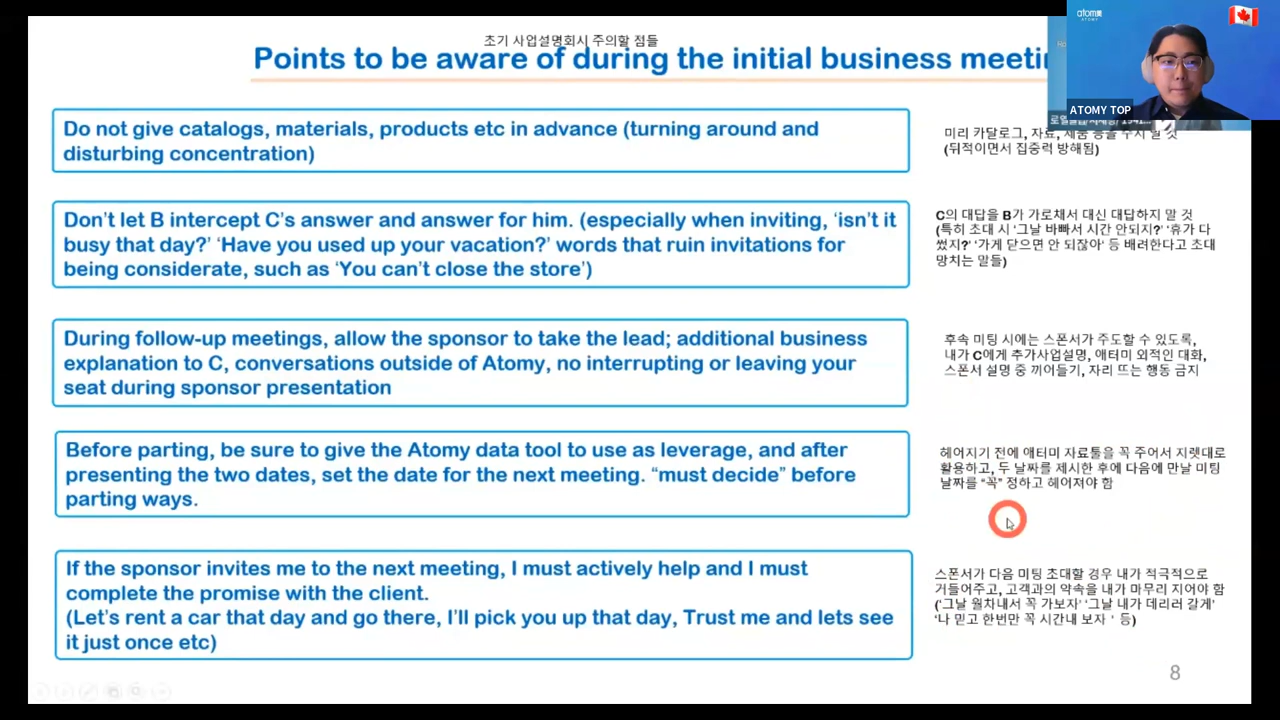 초기 사업설명회시 주의할 점들
Points to be aware of during the initial business meetin
atom美
ATOMY
ATOMY TOP
Do not give catalogs, materials, products etc in advance (turning around and
disturbing concentration)
미리 카달로그, 자료, 제품 등을 주지 말 것
(뒤적이면서 집중력 방해됨)
Don't let B intercept C's answer and answer for him. (especially when inviting, 'isn't it
busy that day?' 'Have you used up your vacation?' words that ruin invitations for
being considerate, such as 'You can't close the store')
C의 대답을 B가 가로채서 대신 대답하지 말 것
(특히 초대 시 '그날 바빠서 시간 안되지?' '휴가 다
썼지?' '가게 닫으면 안 되잖아' 등 배려한다고 초대
망치는 말들)
During follow-up meetings, allow the sponsor to take the lead; additional business
explanation to C, conversations outside of Atomy, no interrupting or leaving your
seat during sponsor presentation
후속 미팅 시에는 스폰서가 주도할 수 있도록,
내가 C에게 추가사업설명, 애터미 외적인 대화,
스폰서 설명 중 끼어들기, 자리 뜨는 행동 금지
Before parting, be sure to give the Atomy data tool to use as leverage, and after
presenting the two dates, set the date for the next meeting. "must decide" before
parting ways.
헤어지기 전에 애터미 자료툴을 꼭 주어서 지렛대로
활용하고, 두 날짜를 제시한 후에 다음에 만날 미팅
날짜를 "꼭" 정하고 헤어져야 함
If the sponsor invites me to the next meeting, I must actively help and I must
complete the promise with the client.
(Let's rent a car that day and go there, I'll pick you up that day, Trust me and lets see
it just once etc)
스폰서가 다음 미팅 초대할 경우 내가 적극적으로
거들어주고, 고객과의 약속을 내가 마무리 지어야 함
('그날 월차내서 꼭 가보자' '그날 내가 데리러 갈게'
'나 믿고 한번만 꼭 시간내 보자 ' 등)
8